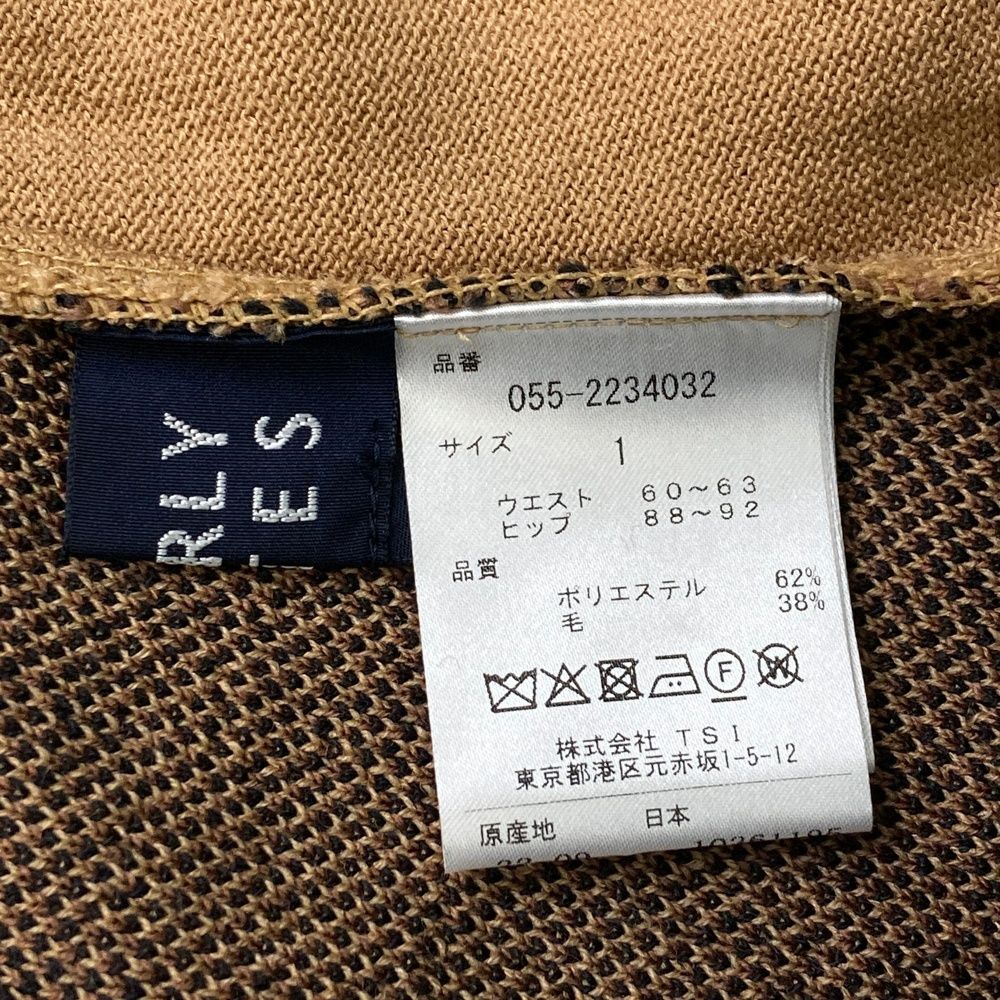 RLY
ES
品番
055-2234032
サイズ 1
ウエスト 60～63
ヒップ 88～92
品質
ポリエステル 62%
毛 38%
F
W
株式会社 TSI
東京都港区元赤坂1-5-12
原産地 日本